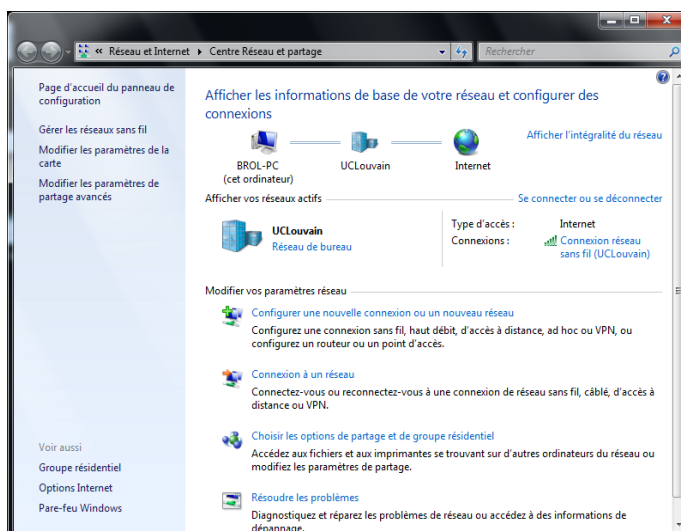 « Réseau et Internet ▸ Centre Réseau et partage
Rechercher
Page d'accueil du panneau de
configuration
Gérer les réseaux sans fil
Modifier les paramètres de la
carte
Modifier les paramètres de
partage avancés
Voir aussi
Groupe résidentiel
Options Internet
Pare-feu Windows
Afficher les informations de base de votre réseau et configurer des
connexions
Afficher l'intégralité du réseau
BROL-PC
(cet ordinateur)
UCLouvain
Internet
Afficher vos réseaux actifs
Se connecter ou se déconnecter
UCLouvain
Réseau de bureau
Type d'accès : Internet
Connexions : Connexion réseau
sans fil (UCLouvain)
Modifier vos paramètres réseau
Configurer une nouvelle connexion ou un nouveau réseau
Configurez une connexion sans fil, haut débit, d'accès à distance, ad hoc ou VPN, ou
configurez un routeur ou un point d'accès.
Connexion à un réseau
Connectez-vous ou reconnectez-vous à une connexion de réseau sans fil, câblé, d'accès à
distance ou VPN.
Choisir les options de partage et de groupe résidentiel
Accédez aux fichiers et aux imprimantes se trouvant sur d'autres ordinateurs du réseau ou
modifiez les paramètres de partage.
Résoudre les problèmes
Diagnostiquez et réparez les problèmes de réseau ou accédez à des informations de
dépannage.